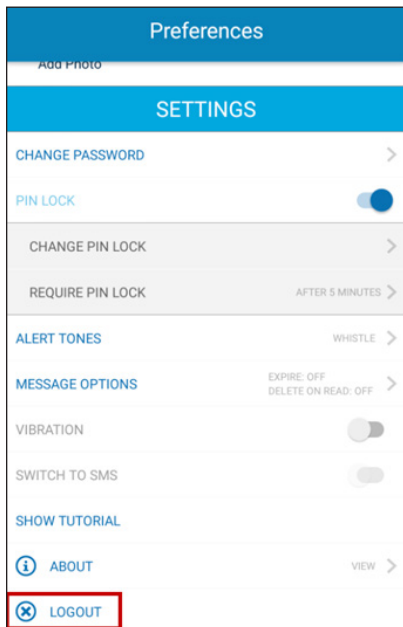 Preferences
Add Photo
SETTINGS
CHANGE PASSWORD
PIN LOCK
CHANGE PIN LOCK
REQUIRE PIN LOCK AFTER 5 MINUTES
ALERT TONES WHISTLE
MESSAGE OPTIONS EXPIRE: OFF
DELETE ON READ: OFF
VIBRATION
SWITCH TO SMS
SHOW TUTORIAL
ABOUT VIEW
LOGOUT